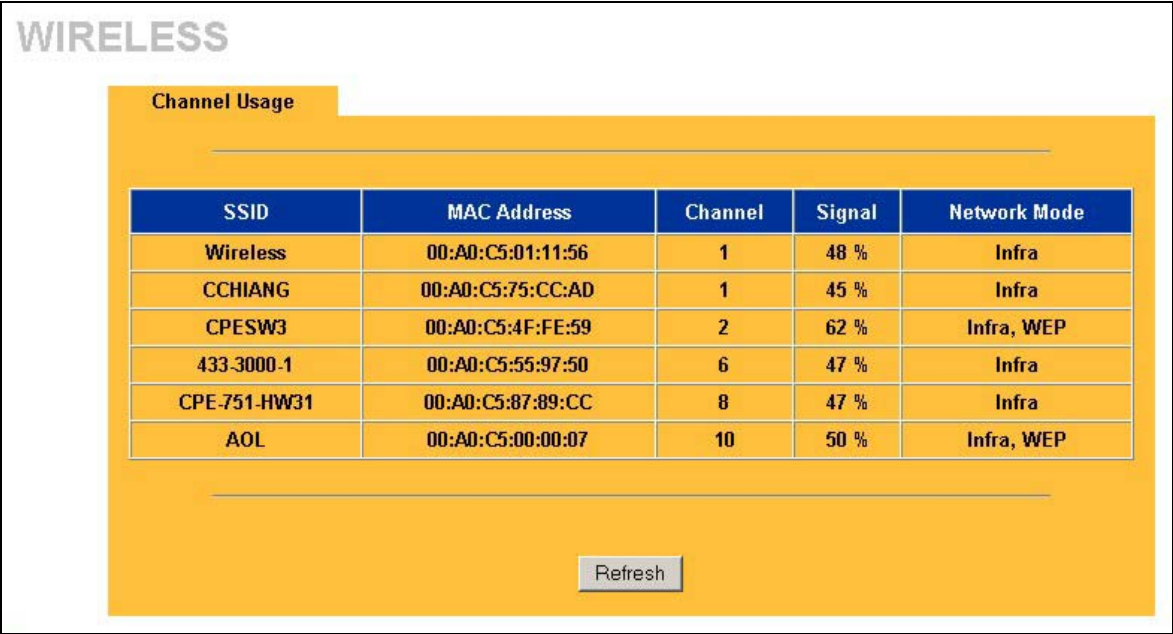 WIRELESS
Channel Usage
SSID MAC Address Channel Signal Network Mode
Wireless 00:A0:C5:01:11:56 1 48 % Infra
CCHIANG 00:A0:C5:75:CC:AD 1 45 % Infra
CPESW3 00:A0:C5:4F:FE:59 2 62 % Infra, WEP
433-3000-1 00:A0:C5:55:97:50 6 47 % Infra
CPE-751-HW31 00:A0:C5:87:89:CC 8 47 % Infra
AOL 00:A0:C5:00:00:07 10 50 % Infra, WEP
Refresh